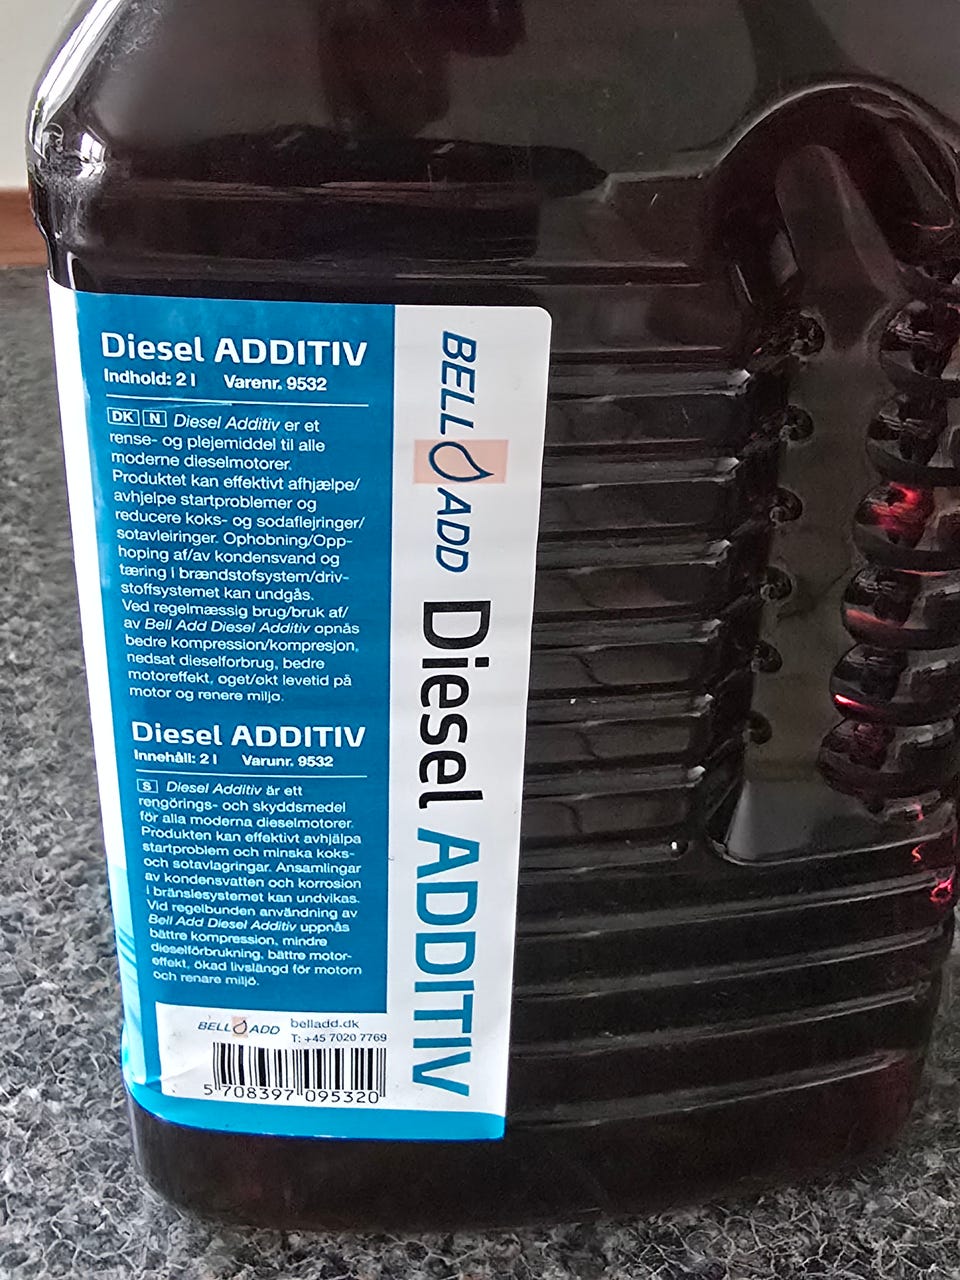 Diesel ADDITIV
Indhold: 2 l Varenr. 9532
DK N Diesel Additiv er et
rense- og plejemiddel til alle
moderne dieselmotorer.
Produktet kan effektivt afhjælpe/
avhjelpe startproblemer og
reducere koks- og sodaflejringer/
sotavleiringer. Ophobning/Opp-
hoping af/av kondensvand og
tæring i brændstofsystem/driv-
stoffsystemet kan undgås.
Ved regelmæssig brug/bruk af/
av Bell Add Diesel Additiv opnås
bedre kompression/kompresjon,
nedsat dieselforbrug, bedre
motoreffekt, øget/økt levetid på
motor og renere miljø.
Diesel ADDITIV
Innehåll: 2 l Varunr. 9532
S Diesel Additiv är ett
rengörings- och skyddsmedel
för alla moderna dieselmotorer.
Produkten kan effektivt avhjälpa
startproblem och minska koks-
och sotavlagringar. Ansamlingar
av kondensvatten och korrosion
i bränslesystemet kan undvikas.
Vid regelbunden användning av
Bell Add Diesel Additiv uppnås
bättre kompression, mindre
dieselförbrukning, bättre motor-
effekt, ökad livslängd för motorn
och renare miljö.
BELL ADD belladd.dk
T: +45 7020 7769
5 708397 095320
BELL ADD Diesel ADDITIV